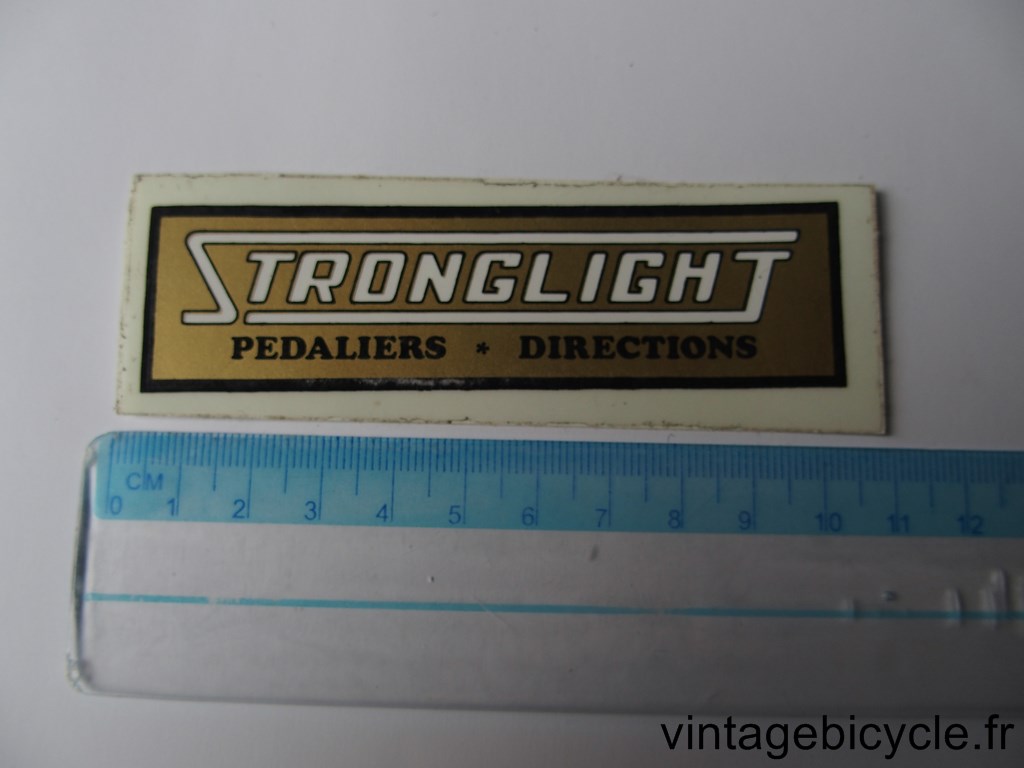 STRONGLIGHT
PEDALIERS * DIRECTIONS
CM
0 1 2 3 4 5 6 7 8 9 10 11 12
vintagebicycle.fr